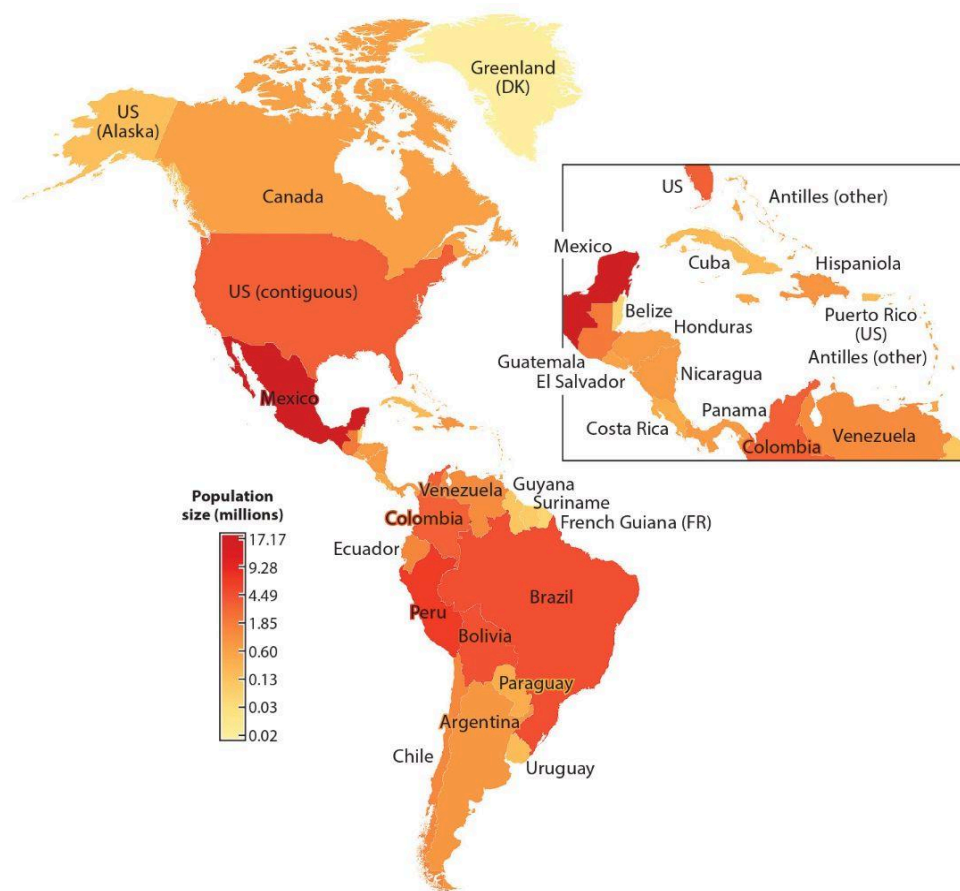 Greenland
(DK)
US
(Alaska)
Canada
US (contiguous)
Mexico
US
Antilles (other)
Mexico
Cuba
Hispaniola
Belize
Puerto Rico
(US)
Honduras
Antilles (other)
Guatemala
El Salvador
Nicaragua
Costa Rica
Panama
Colombia
Venezuela
Population
size (millions)
17.17
9.28
4.49
1.85
0.60
0.13
0.03
0.02
Venezuela
Guyana
Suriname
French Guiana (FR)
Colombia
Ecuador
Peru
Brazil
Bolivia
Paraguay
Argentina
Chile
Uruguay